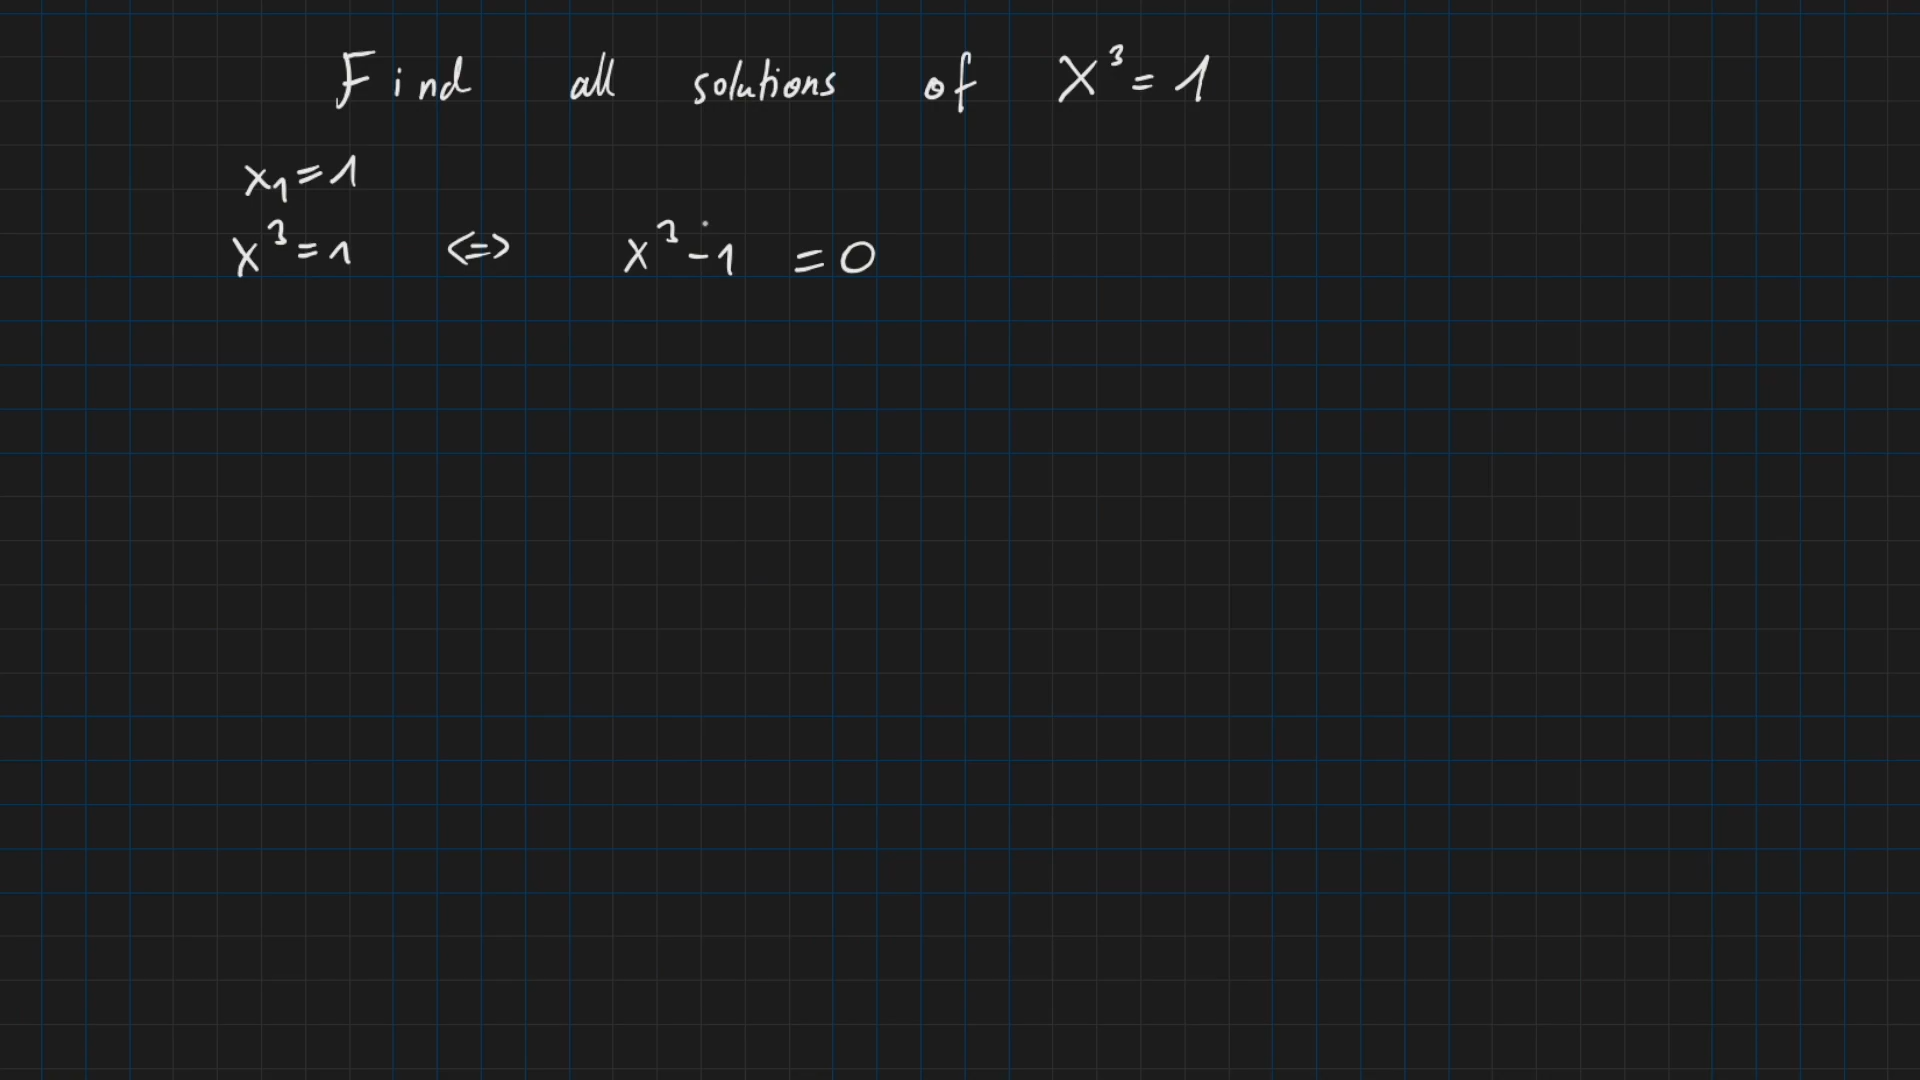 Find all solutions of X³ = 1
x₁ = 1
x³ = 1 <=> x³ - 1 = 0